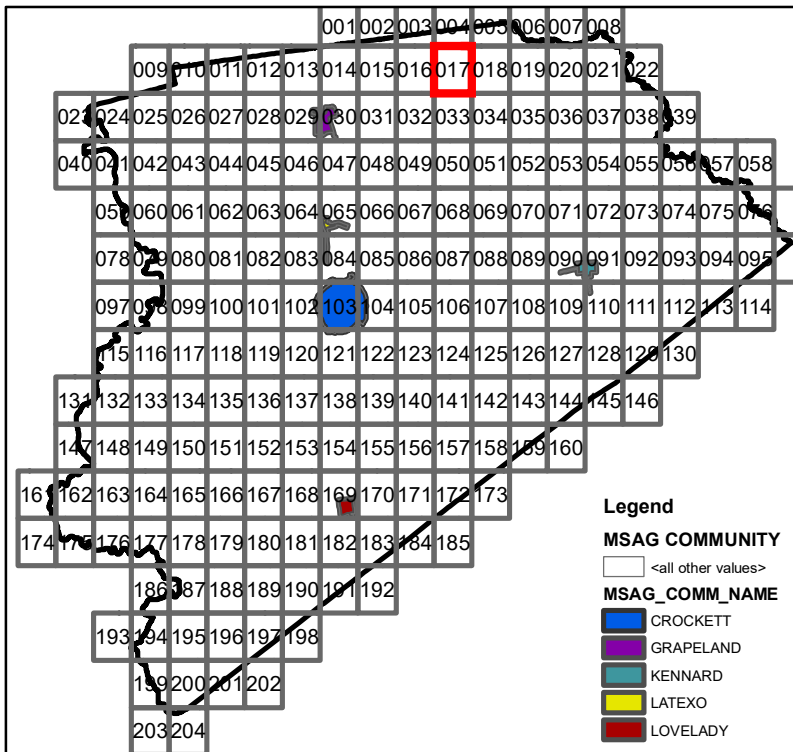 001 002 003 004 005 006 007 008
009 010 011 012 013 014 015 016 017 018 019 020 021 022
023 024 025 026 027 028 029 030 031 032 033 034 035 036 037 038 039
040 041 042 043 044 045 046 047 048 049 050 051 052 053 054 055 056 057 058
059 060 061 062 063 064 065 066 067 068 069 070 071 072 073 074 075 076
078 079 080 081 082 083 084 085 086 087 088 089 090 091 092 093 094 095
097 098 099 100 101 102 103 104 105 106 107 108 109 110 111 112 113 114
115 116 117 118 119 120 121 122 123 124 125 126 127 128 129 130
131 132 133 134 135 136 137 138 139 140 141 142 143 144 145 146
147 148 149 150 151 152 153 154 155 156 157 158 159 160
161 162 163 164 165 166 167 168 169 170 171 172 173
174 175 176 177 178 179 180 181 182 183 184 185
186 187 188 189 190 191 192
193 194 195 196 197 198
199 200 201 202
203 204
Legend
MSAG COMMUNITY
<all other values>
MSAG_COMM_NAME
CROCKETT
GRAPELAND
KENNARD
LATEXO
LOVELADY